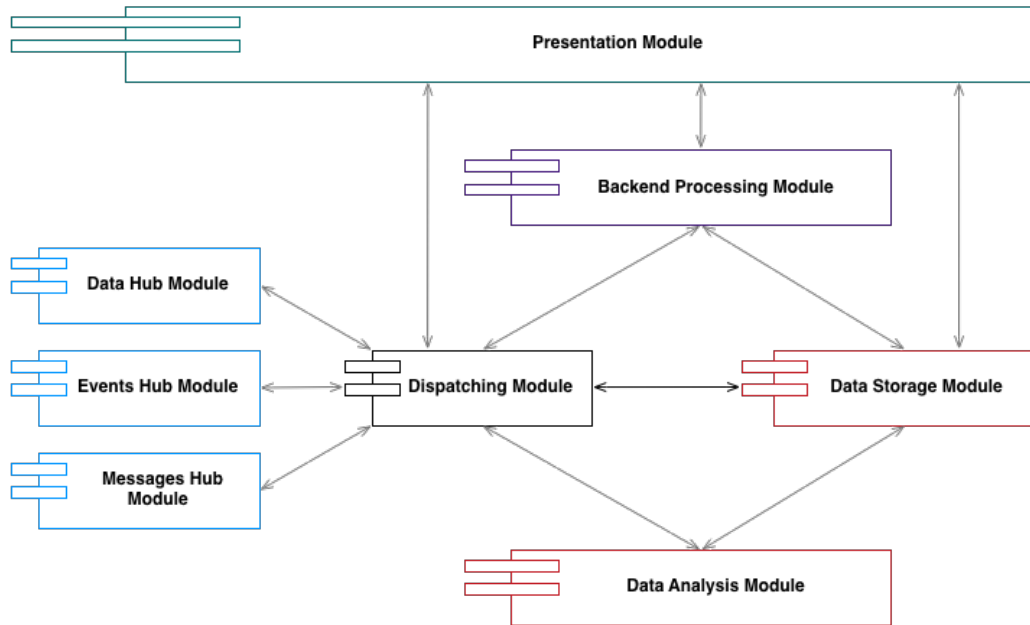 Presentation Module
Backend Processing Module
Data Hub Module
Events Hub Module
Dispatching Module
Data Storage Module
Messages Hub
Module
Data Analysis Module